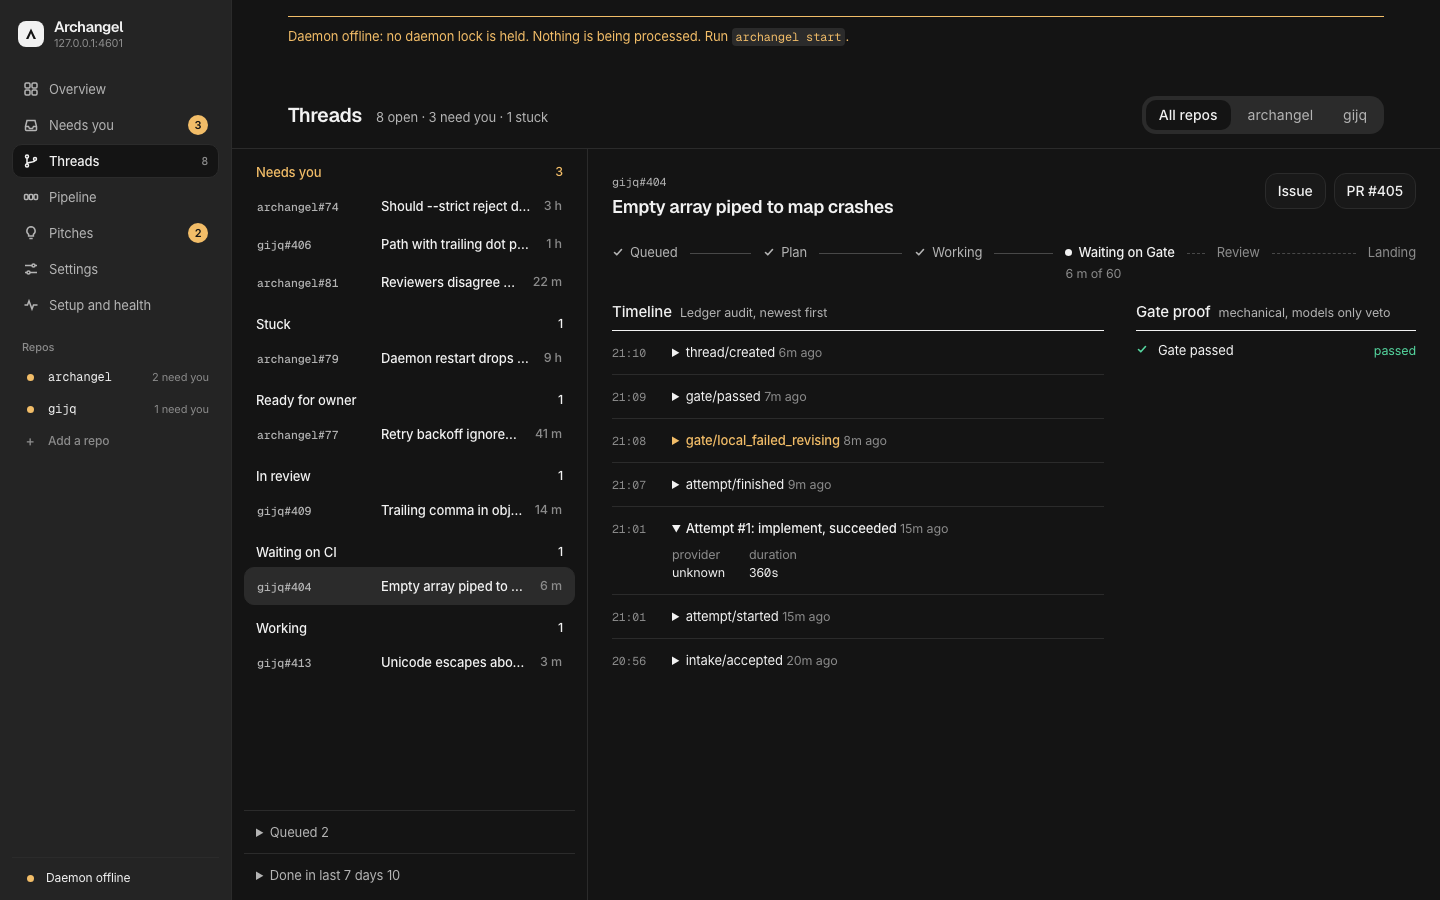 Archangel
127.0.0.1:4601
Overview
Needs you 3
Threads 8
Pipeline
Pitches 2
Settings
Setup and health
Repos
archangel 2 need you
gijq 1 need you
+ Add a repo
Daemon offline
Daemon offline: no daemon lock is held. Nothing is being processed. Run archangel start.
Threads 8 open · 3 need you · 1 stuck
All repos archangel gijq
Needs you 3
archangel#74 Should --strict reject d... 3 h
gijq#406 Path with trailing dot p... 1 h
archangel#81 Reviewers disagree ... 22 m
Stuck 1
archangel#79 Daemon restart drops ... 9 h
Ready for owner 1
archangel#77 Retry backoff ignore... 41 m
In review 1
gijq#409 Trailing comma in obj... 14 m
Waiting on CI 1
gijq#404 Empty array piped to ... 6 m
Working 1
gijq#413 Unicode escapes abo... 3 m
Queued 2
Done in last 7 days 10
gijq#404
Empty array piped to map crashes
Issue PR #405
Queued Plan Working Waiting on Gate Review Landing
6 m of 60
Timeline Ledger audit, newest first
21:10 thread/created 6m ago
21:09 gate/passed 7m ago
21:08 gate/local_failed_revising 8m ago
21:07 attempt/finished 9m ago
21:01 Attempt #1: implement, succeeded 15m ago
provider duration
unknown 360s
21:01 attempt/started 15m ago
20:56 intake/accepted 20m ago
Gate proof mechanical, models only veto
Gate passed passed